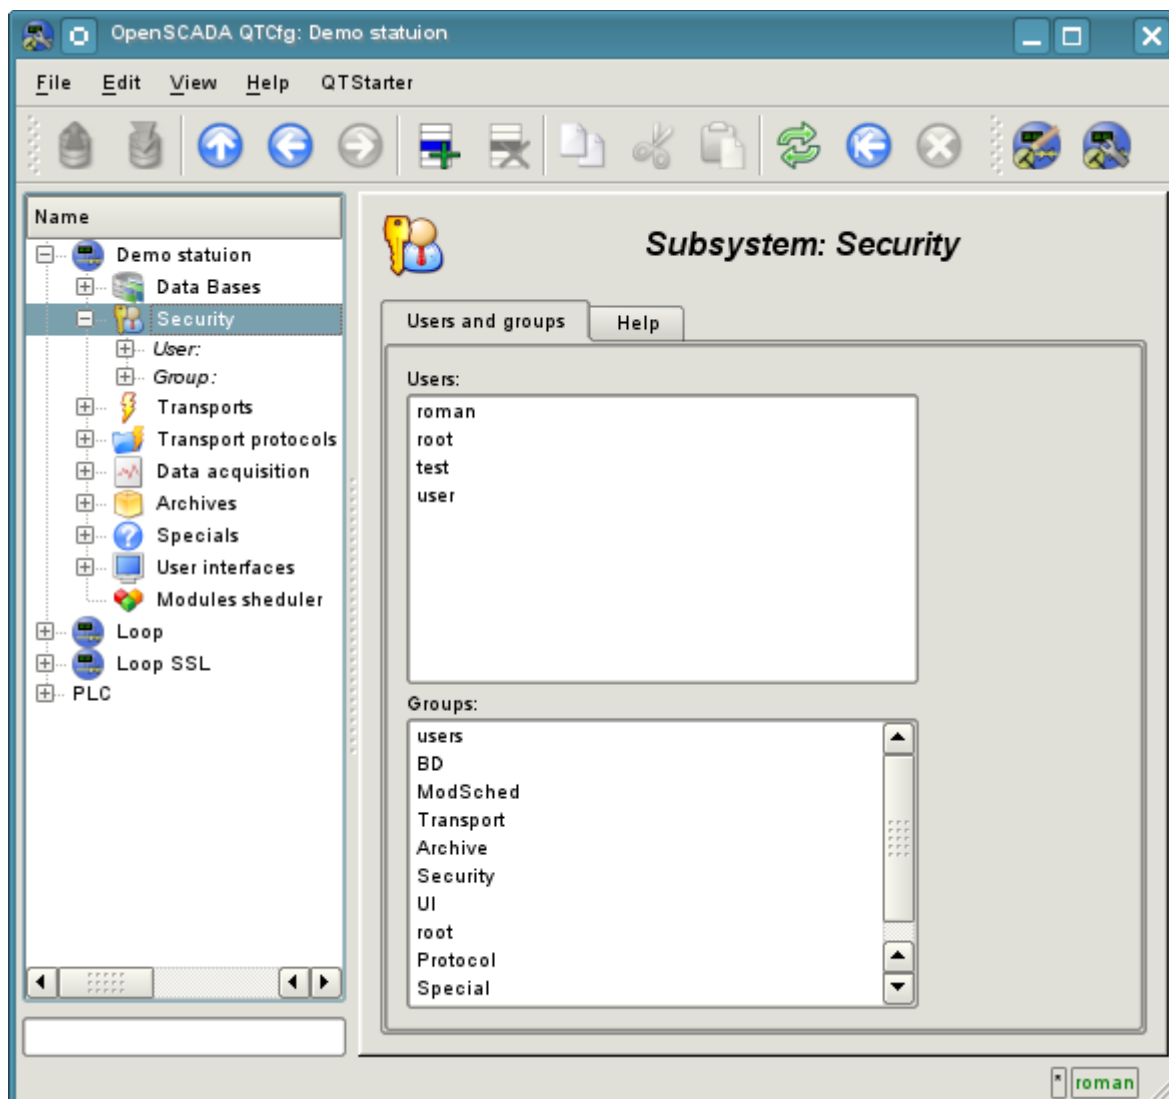 OpenSCADA QTCfg: Demo statuion
File Edit View Help QTStarter
Name
Demo statuion
Data Bases
Security
User:
Group:
Transports
Transport protocols
Data acquisition
Archives
Specials
User interfaces
Modules sheduler
Loop
Loop SSL
PLC
Subsystem: Security
Users and groups Help
Users:
roman
root
test
user
Groups:
users
BD
ModSched
Transport
Archive
Security
UI
root
Protocol
Special
* roman